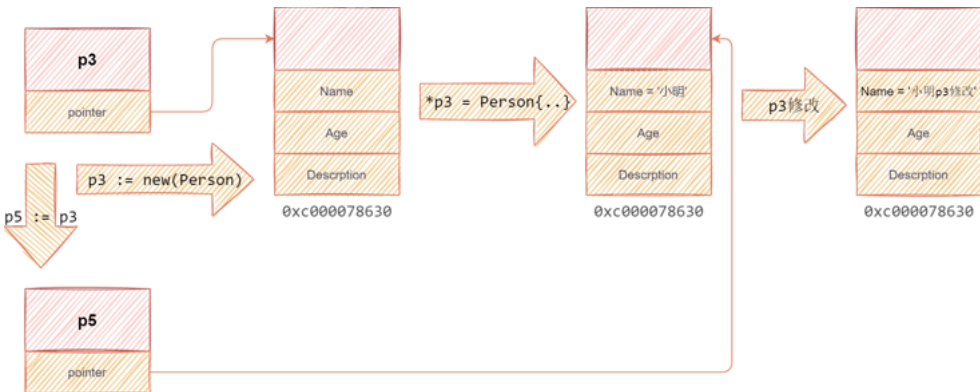 p3
pointer
p3 := new(Person)
p5 := p3
Name
Age
Descrption
0xc000078630
*p3 = Person{..}
Name = '小明'
Age
Descrption
0xc000078630
p3修改
Name = '小明p3修改'
Age
Descrption
0xc000078630
p5
pointer